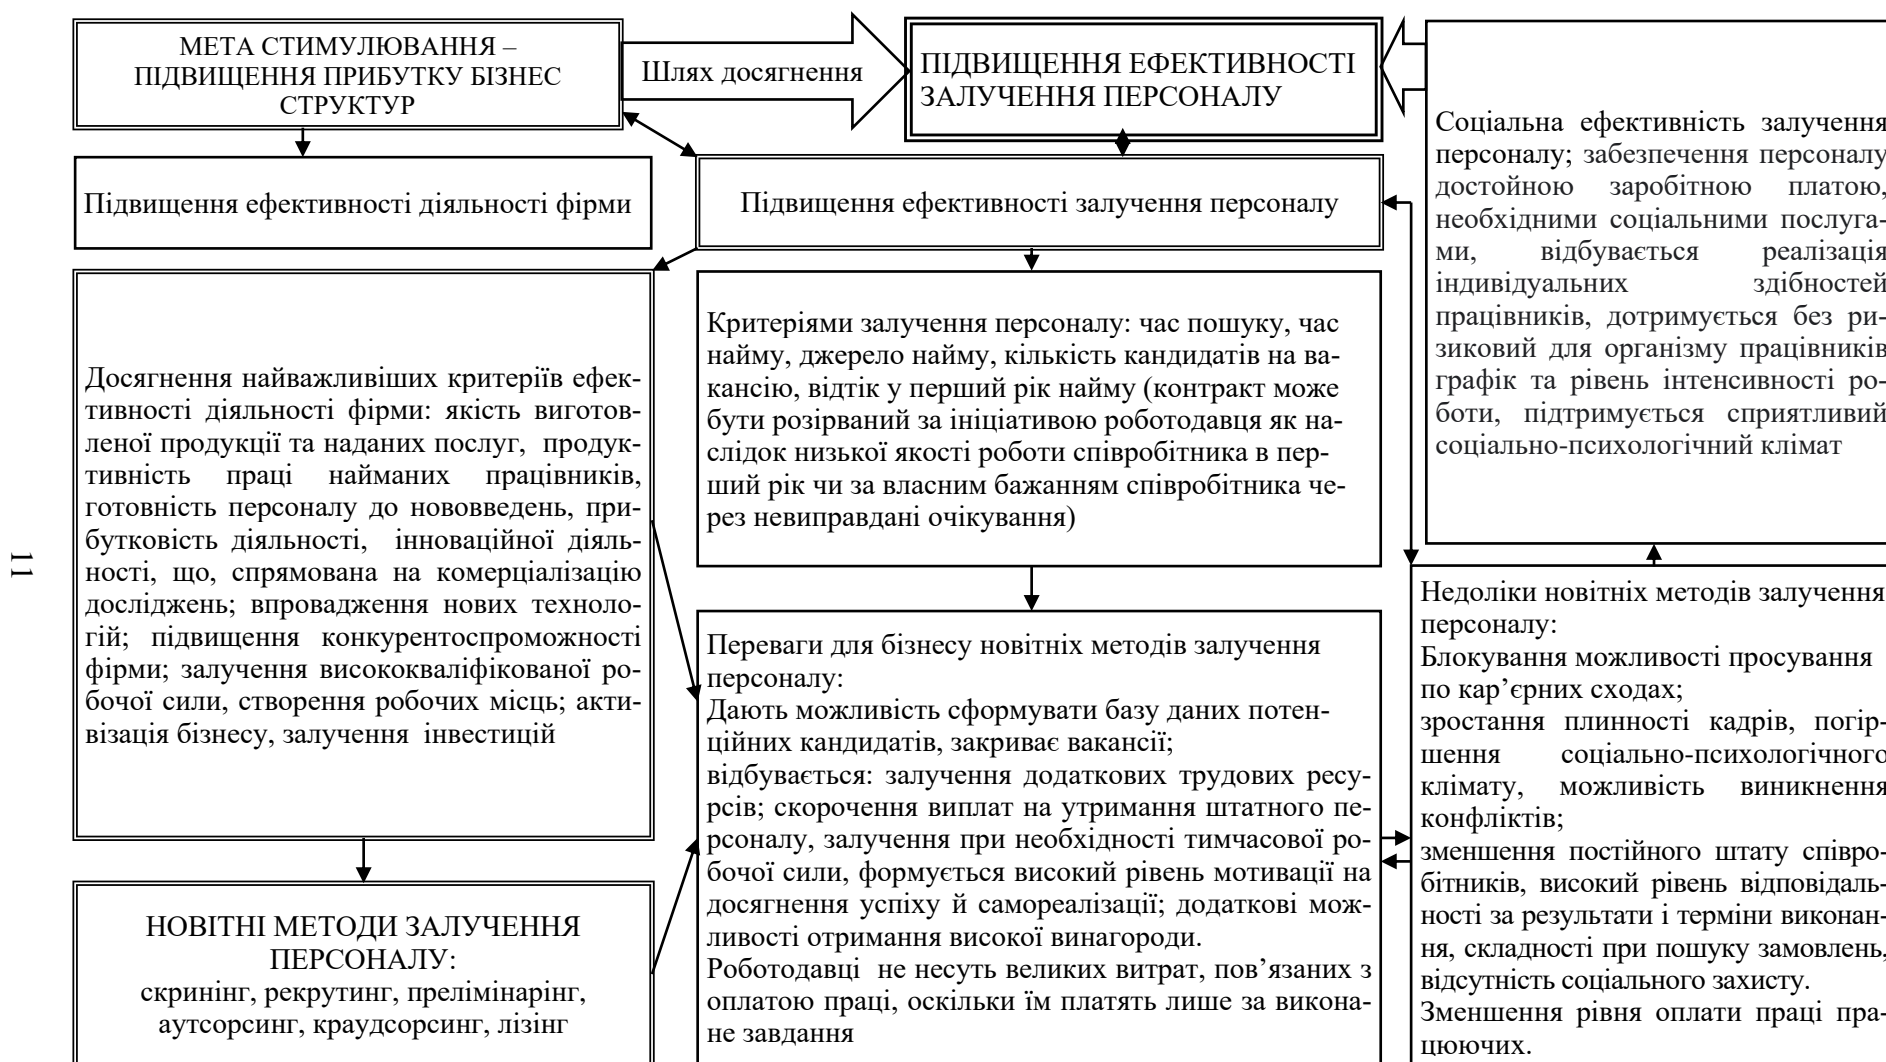 МЕТА СТИМУЛЮВАННЯ –
ПІДВИЩЕННЯ ПРИБУТКУ БІЗНЕС
СТРУКТУР
Шлях досягнення
ПІДВИЩЕННЯ ЕФЕКТИВНОСТІ
ЗАЛУЧЕННЯ ПЕРСОНАЛУ
Підвищення ефективності діяльності фірми
Підвищення ефективності залучення персоналу
Соціальна ефективність залучення
персоналу; забезпечення персоналу
достойною заробітною платою,
необхідними соціальними послуга-
ми, відбувається реалізація
індивідуальних здібностей
працівників, дотримується без ри-
зиковий для організму працівників
графік та рівень інтенсивності ро-
боти, підтримується сприятливий
соціально-психологічний клімат
Досягнення найважливіших критеріїв ефек-
тивності діяльності фірми: якість виготов-
леної продукції та наданих послуг, продук-
тивність праці найманих працівників,
готовність персоналу до нововведень, при-
бутковість діяльності, інноваційної діяль-
ності, що, спрямована на комерціалізацію
досліджень; впровадження нових техноло-
гій; підвищення конкурентоспроможності
фірми; залучення висококваліфікованої ро-
бочої сили, створення робочих місць; акти-
візація бізнесу, залучення інвестицій
Критеріями залучення персоналу: час пошуку, час
найму, джерело найму, кількість кандидатів на ва-
кансію, відтік у перший рік найму (контракт може
бути розірваний за ініціативою роботодавця як на-
слідок низької якості роботи співробітника в пер-
ший рік чи за власним бажанням співробітника че-
рез невиправдані очікування)
11
НОВІТНІ МЕТОДИ ЗАЛУЧЕННЯ
ПЕРСОНАЛУ:
скринінг, рекрутинг, прелімінарінг,
аутсорсинг, краудсорсинг, лізінг
Переваги для бізнесу новітніх методів залучення
персоналу:
Дають можливість сформувати базу даних потен-
ційних кандидатів, закриває вакансії;
відбувається: залучення додаткових трудових ресу-
рсів; скорочення виплат на утримання штатного пе-
рсоналу, залучення при необхідності тимчасової ро-
бочої сили, формується високий рівень мотивації на
досягнення успіху й самореалізації; додаткові мож-
ливості отримання високої винагороди.
Роботодавці не несуть великих витрат, пов’язаних з
оплатою праці, оскільки їм платять лише за викона-
не завдання
Недоліки новітніх методів залучення
персоналу:
Блокування можливості просування
по кар’єрних сходах;
зростання плинності кадрів, погір-
шення соціально-психологічного
клімату, можливість виникнення
конфліктів;
зменшення постійного штату співро-
бітників, високий рівень відповідаль-
ності за результати і терміни виконан-
ня, складності при пошуку замовлень,
відсутність соціального захисту.
Зменшення рівня оплати праці пра-
цюючих.